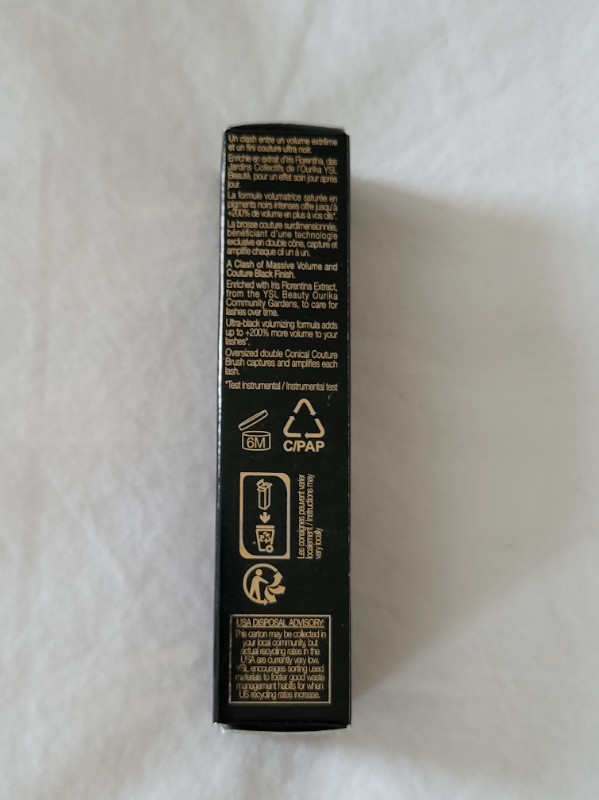 Un clash entre un volume extrême
et un fini couture ultra noir.
Enrichie en extrait d'Iris Florentina, des
Jardins Collectifs de l'Ourika YSL
Beauté, pour un effet soin jour après
jour.
La formule volumatrice saturée en
pigments noirs intenses offre jusqu'à
+200% de volume en plus à vos cils*.
La brosse couture surdimensionnée,
bénéficiant d'une technologie
exclusive en double cône, capture et
amplifie chaque cil un à un.
A Clash of Massive Volume and
Couture Black Finish.
Enriched with Iris Florentina Extract,
from the YSL Beauty Ourika
Community Gardens, to care for
lashes over time.
Ultra-black volumizing formula adds
up to +200% more volume to your
lashes*.
Oversized double Conical Couture
Brush captures and amplifies each
lash.
*Test instrumental / Instrumental test
6M
C/PAP
Les consignes peuvent varier
localement / Instructions may
vary locally
USA DISPOSAL ADVISORY:
This carton may be collected in
your local community, but
actual recycling rates in the
USA are currently very low.
YSL encourages sorting used
materials to foster good waste
management habits for when
US recycling rates increase.